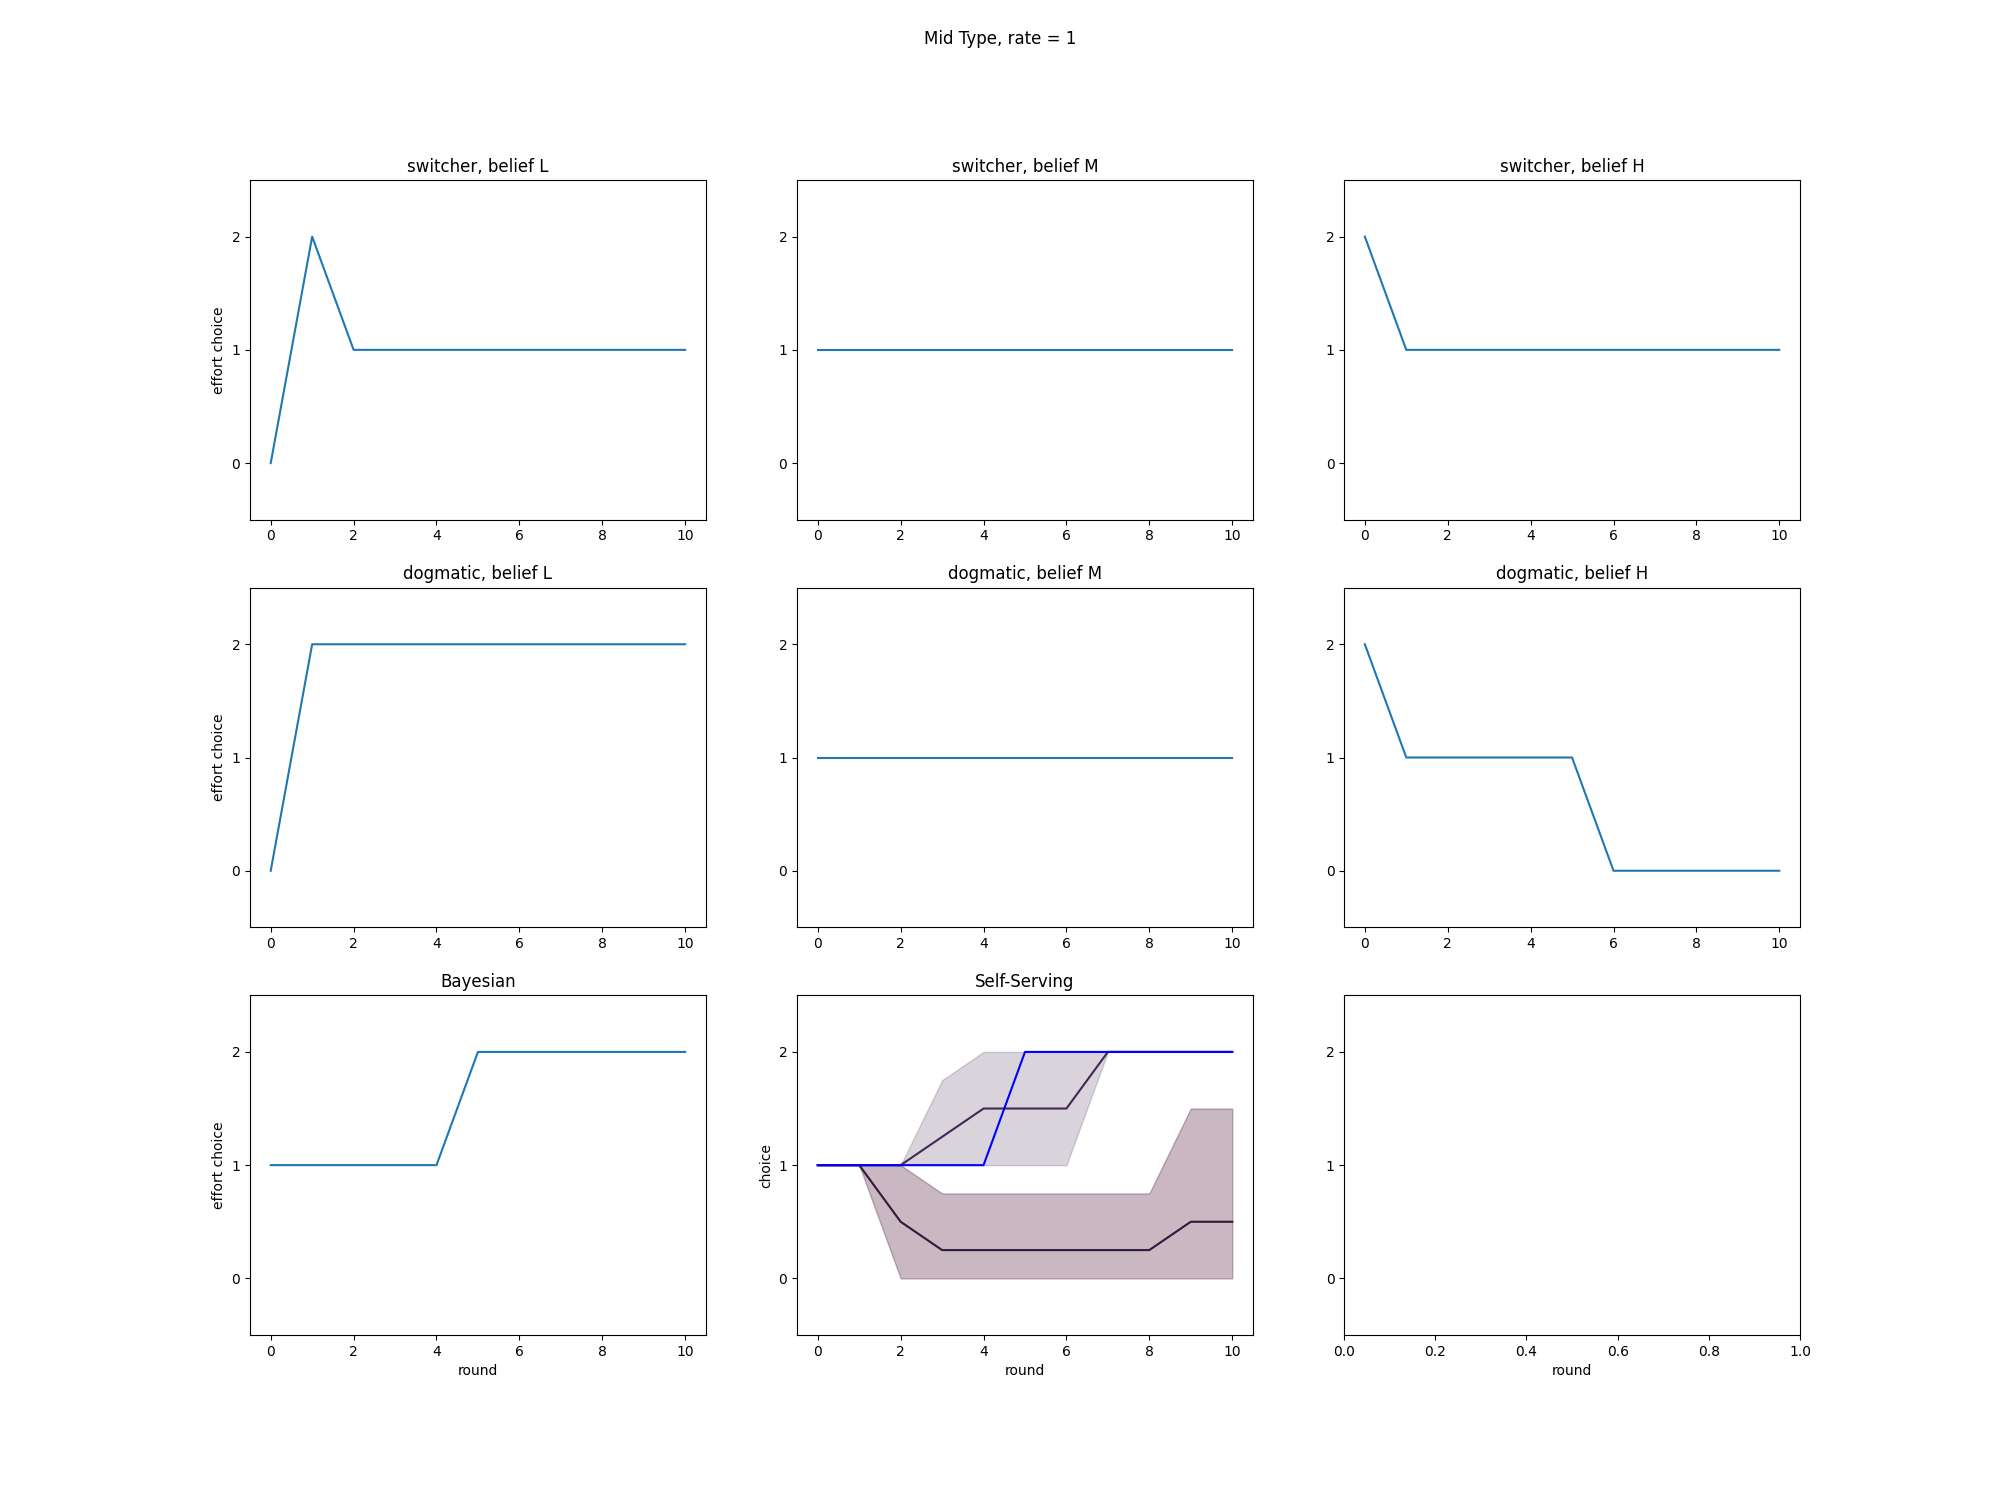 Mid Type, rate = 1
switcher, belief L
switcher, belief M
switcher, belief H
effort choice
2
1
0
0 2 4 6 8 10
2
1
0
0 2 4 6 8 10
2
1
0
0 2 4 6 8 10
dogmatic, belief L
dogmatic, belief M
dogmatic, belief H
effort choice
2
1
0
0 2 4 6 8 10
2
1
0
0 2 4 6 8 10
2
1
0
0 2 4 6 8 10
Bayesian
Self-Serving
effort choice
2
1
0
0 2 4 6 8 10
round
choice
2
1
0
0 2 4 6 8 10
round
2
1
0
0.0 0.2 0.4 0.6 0.8 1.0
round